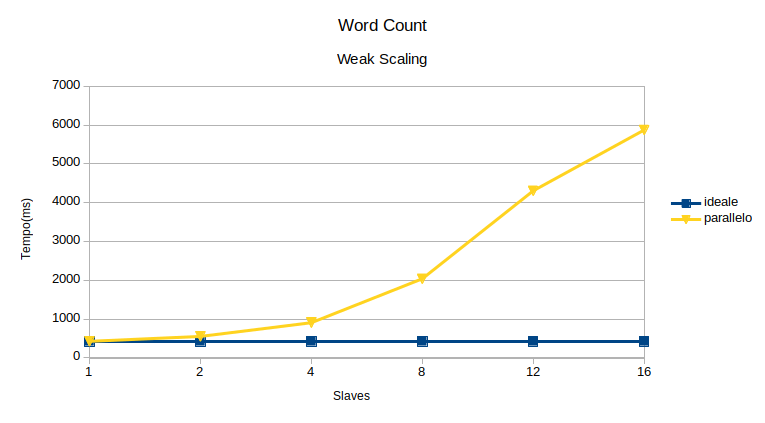 Word Count
Weak Scaling
7000
6000
5000
4000
3000
2000
1000
0
Tempo(ms)
1 2 4 8 12 16
Slaves
ideale
parallelo